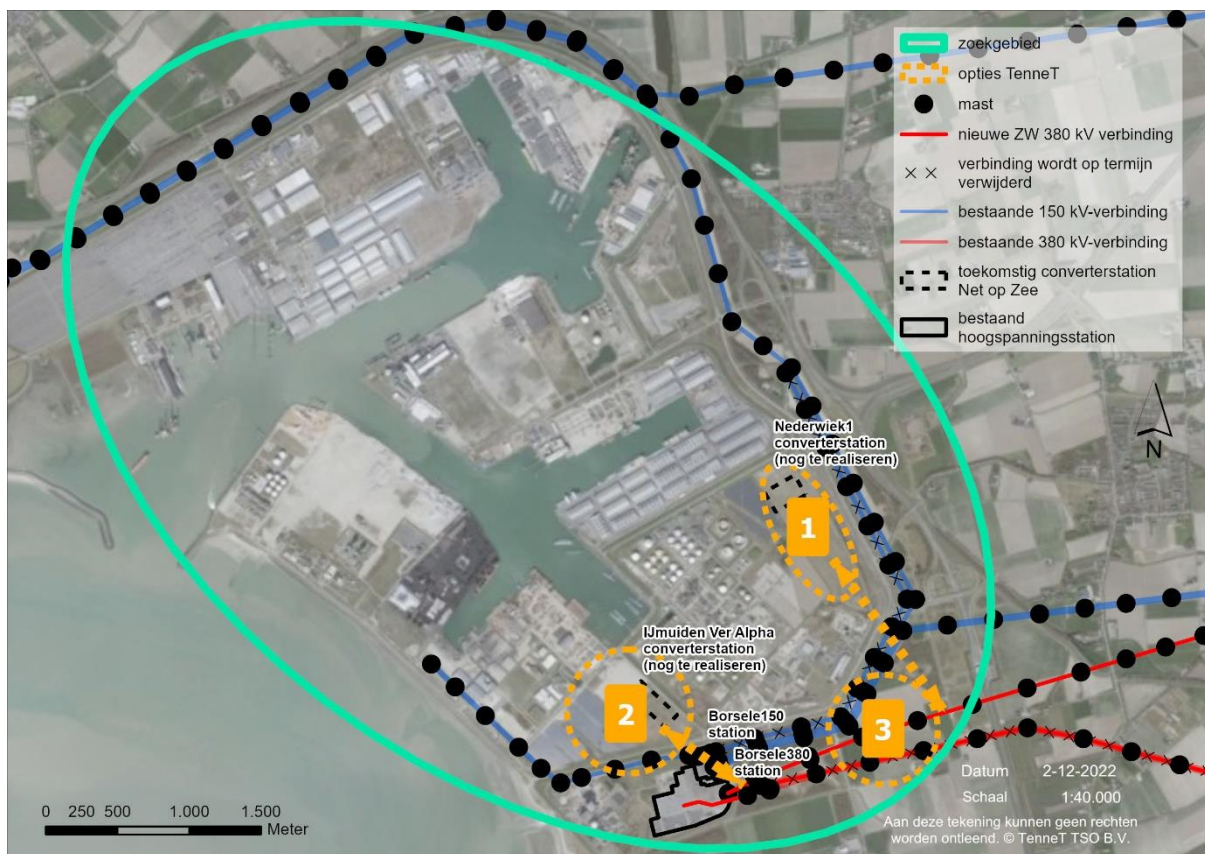 zoekgebied
opties TenneT
mast
nieuwe ZW 380 kV verbinding
verbinding wordt op termijn
verwijderd
bestaande 150 kV-verbinding
bestaande 380 kV-verbinding
toekomstig converterstation
Net op Zee
bestaand
hoogspanningsstation
N
Nederwiek1
converterstation
(nog te realiseren)
1
IJmuiden Ver Alpha
converterstation
(nog te realiseren)
2
Borsele150
station
Borsele380
station
3
Datum 2-12-2022
Schaal 1:40.000
Aan deze tekening kunnen geen rechten
worden ontleend. © TenneT TSO B.V.
0 250 500 1.000 1.500
Meter